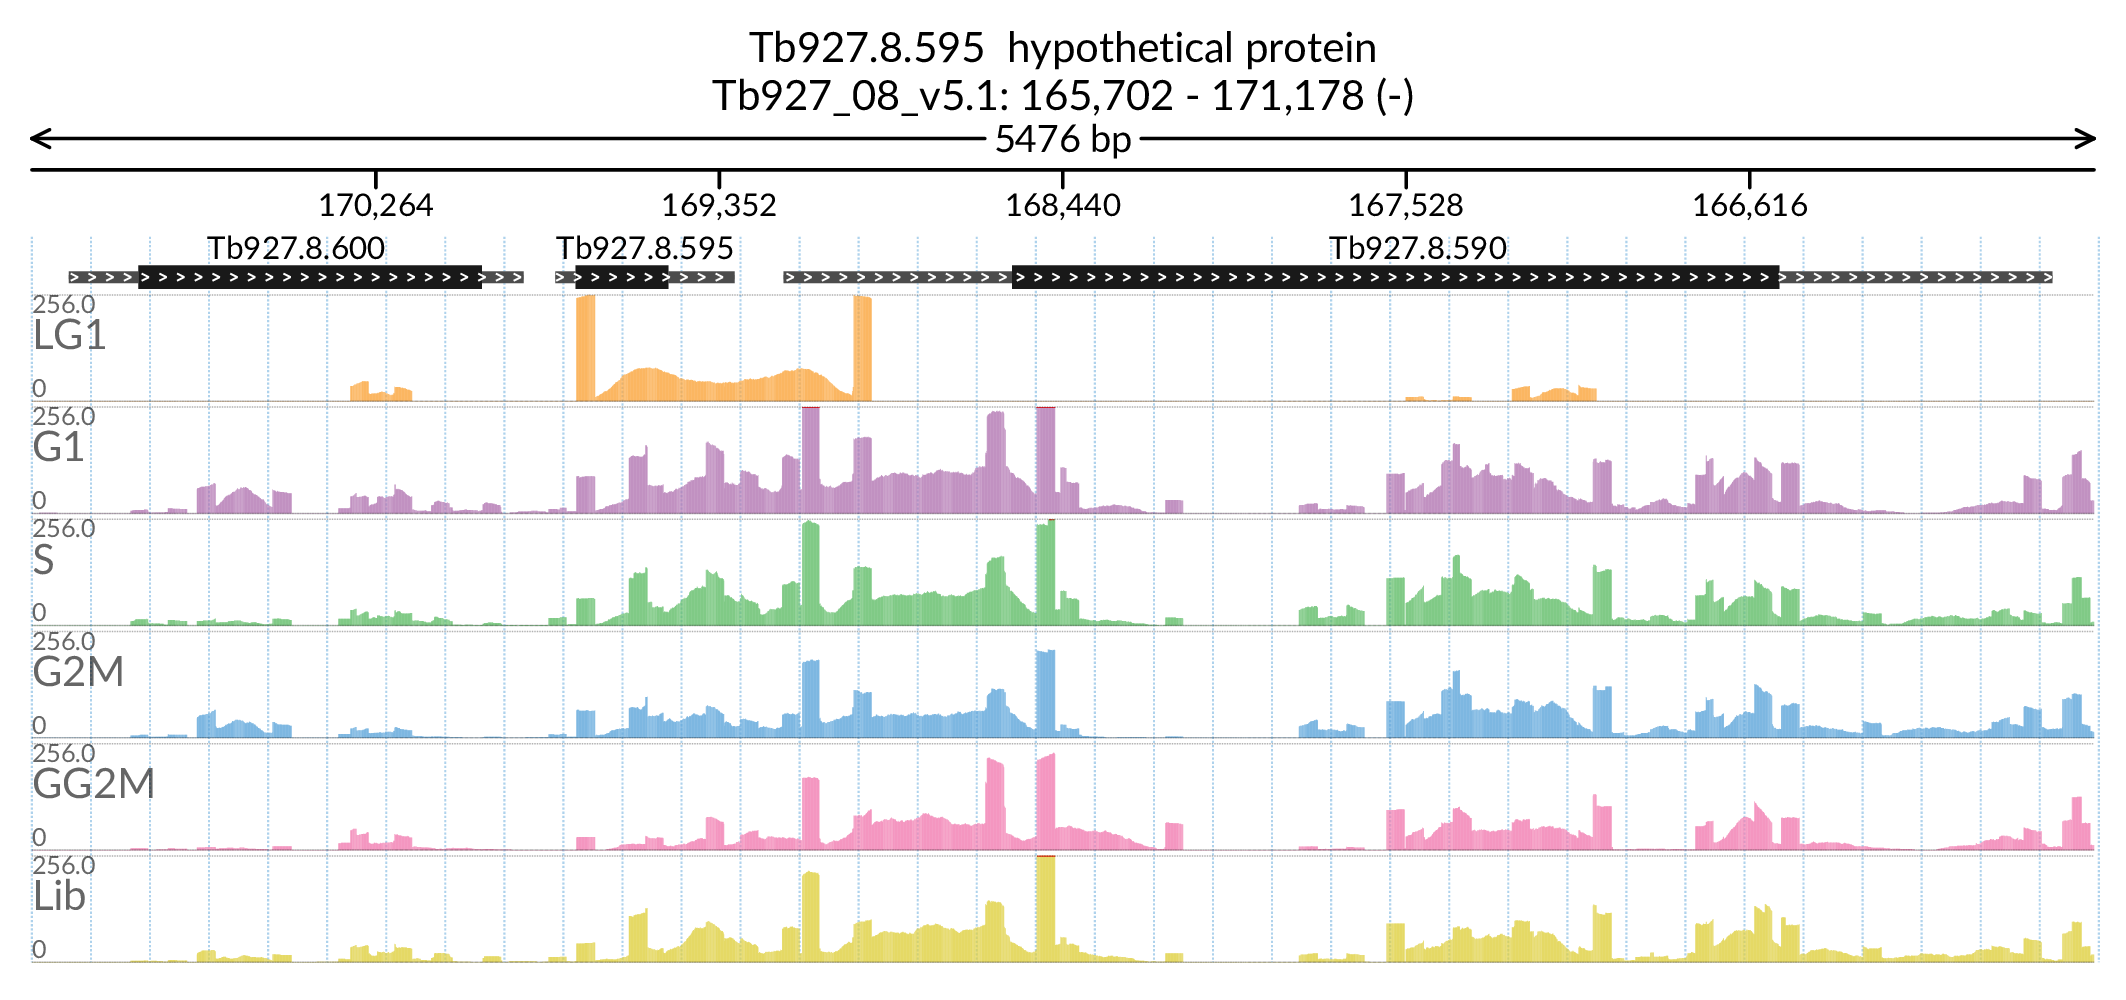 Tb927.8.595  hypothetical protein
Tb927_08_v5.1: 165,702 - 171,178 (-)
5476 bp
170,264 169,352 168,440 167,528 166,616
Tb927.8.600 Tb927.8.595 Tb927.8.590
256.0
LG1
0
256.0
G1
0
256.0
S
0
256.0
G2M
0
256.0
GG2M
0
256.0
Lib
0